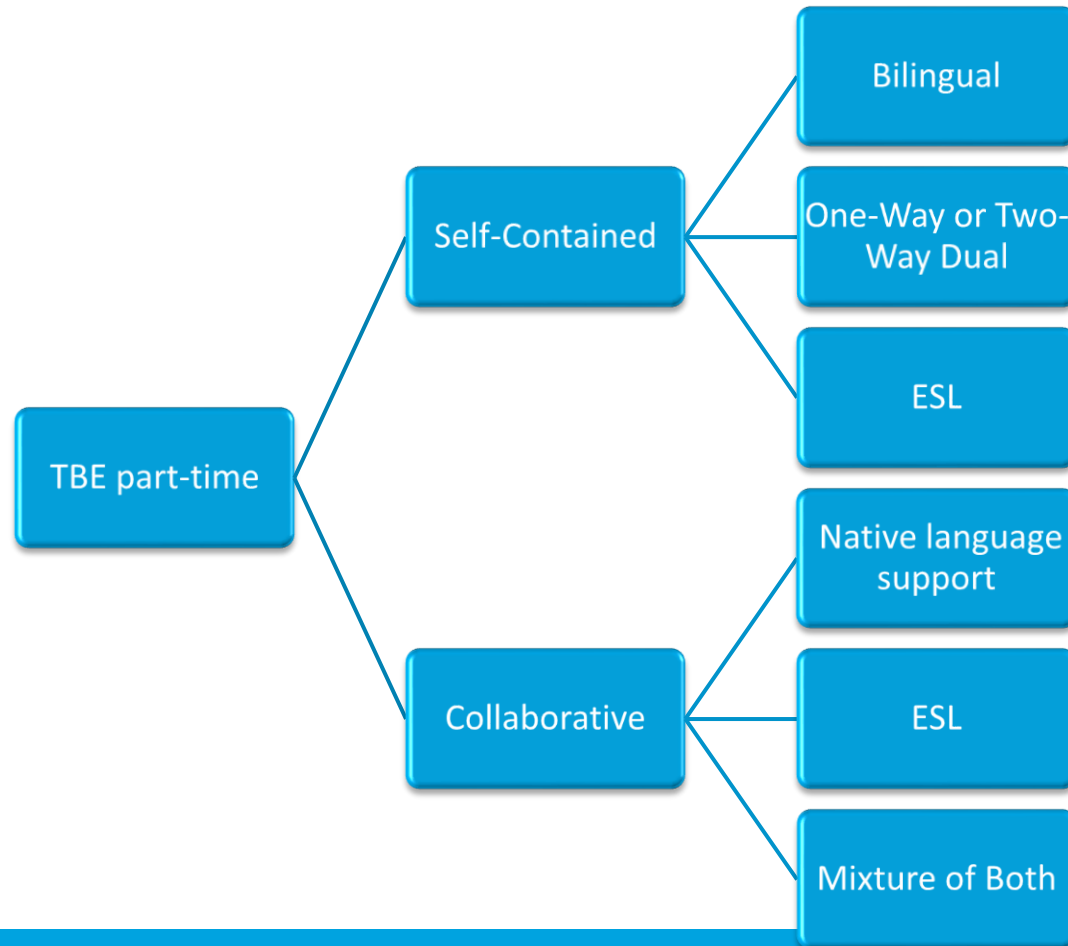 TBE part-time
Self-Contained
Bilingual
One-Way or Two-
Way Dual
ESL
Collaborative
Native language
support
ESL
Mixture of Both